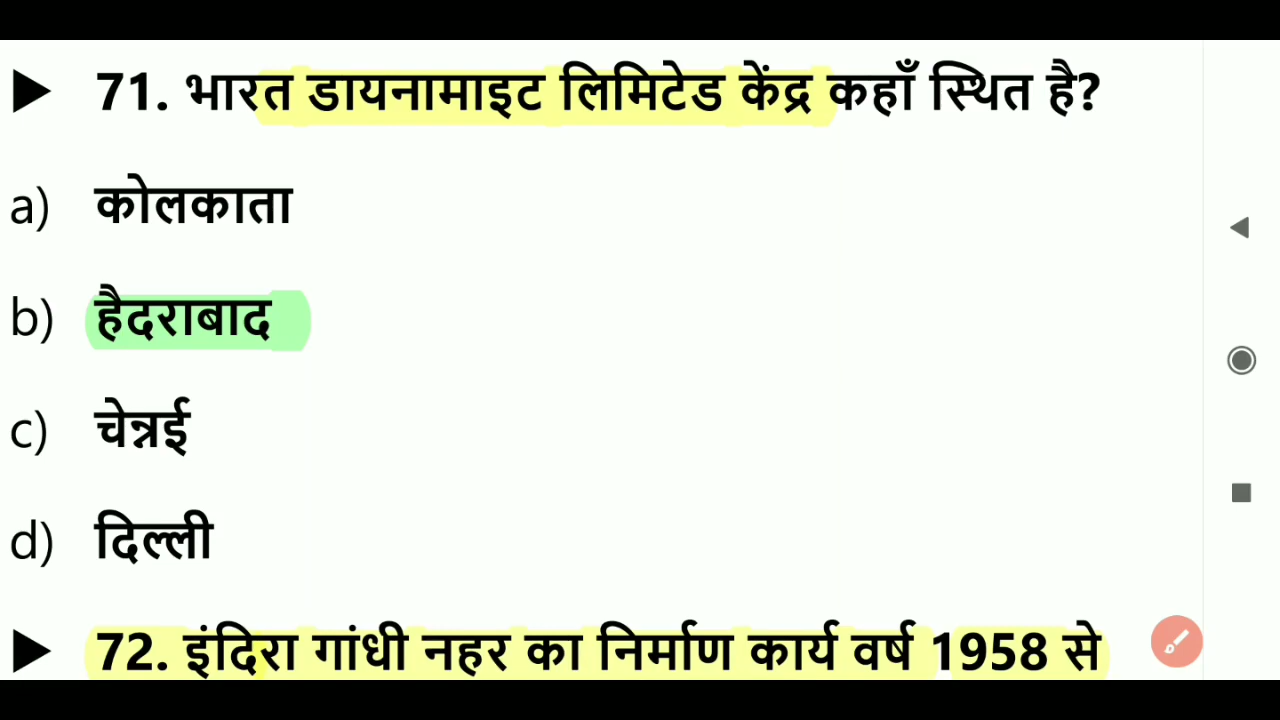 ▶ 71. भारत डायनामाइट लिमिटेड केंद्र कहाँ स्थित है?
a) कोलकाता
b) हैदराबाद
c) चेन्नई
d) दिल्ली
▶ 72. इंदिरा गांधी नहर का निर्माण कार्य वर्ष 1958 से